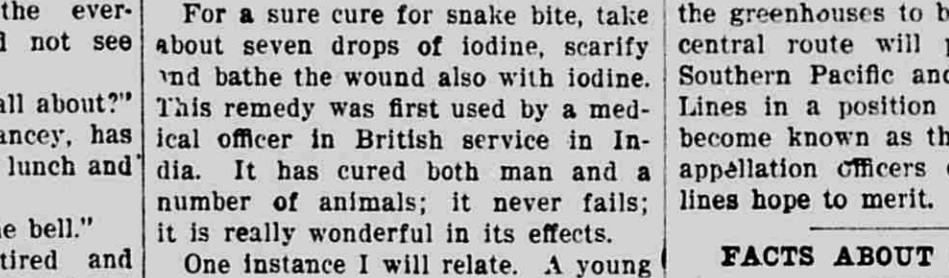 the ever-
not see
all about?"
ancey, has
lunch and
e bell."
tired and
For a sure cure for snake bite, take
about seven drops of iodine, scarify
and bathe the wound also with iodine.
This remedy was first used by a med-
ical officer in British service in In-
dia. It has cured both man and a
number of animals; it never fails;
it is really wonderful in its effects.
One instance I will relate. A young
the greenhouses to b
central route will
Southern Pacific and
Lines in a position
become known as th
appellation officers
lines hope to merit.
FACTS ABOUT